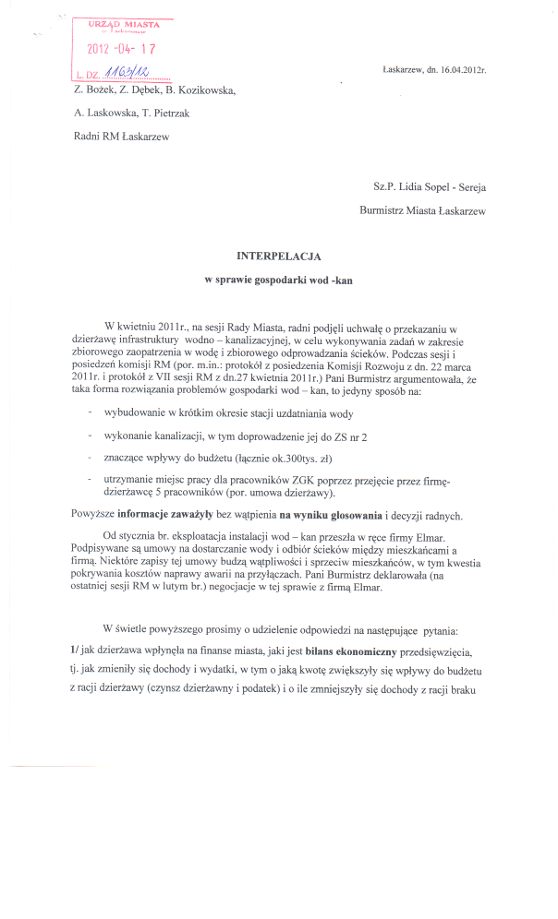 URZĄD MIASTA
w Łaskarzewie
2012 -04- 17
L. DZ. 1163/12
Łaskarzew, dn. 16.04.2012r.
Z. Bożek, Z. Dębek, B. Kozikowska,
A. Laskowska, T. Pietrzak
Radni RM Łaskarzew
Sz.P. Lidia Sopel - Sereja
Burmistrz Miasta Łaskarzew
INTERPELACJA
w sprawie gospodarki wod -kan
W kwietniu 2011r., na sesji Rady Miasta, radni podjęli uchwałę o przekazaniu w
dzierżawę infrastruktury wodno – kanalizacyjnej, w celu wykonywania zadań w zakresie
zbiorowego zaopatrzenia w wodę i zbiorowego odprowadzania ścieków. Podczas sesji i
posiedzeń komisji RM (por. m.in.: protokół z posiedzenia Komisji Rozwoju z dn. 22 marca
2011r. i protokół z VII sesji RM z dn.27 kwietnia 2011r.) Pani Burmistrz argumentowała, że
taka forma rozwiązania problemów gospodarki wod – kan, to jedyny sposób na:
- wybudowanie w krótkim okresie stacji uzdatniania wody
- wykonanie kanalizacji, w tym doprowadzenie jej do ZS nr 2
- znaczące wpływy do budżetu (łącznie ok.300tys. zł)
- utrzymanie miejsc pracy dla pracowników ZGK poprzez przejęcie przez firmę-
dzierżawcę 5 pracowników (por. umowa dzierżawy).
Powyższe informacje zaważyły bez wątpienia na wyniku głosowania i decyzji radnych.
Od stycznia br. eksploatacja instalacji wod – kan przeszła w ręce firmy Elmar.
Podpisywane są umowy na dostarczanie wody i odbiór ścieków między mieszkańcami a
firmą. Niektóre zapisy tej umowy budzą wątpliwości i sprzeciw mieszkańców, w tym kwestia
pokrywania kosztów naprawy awarii na przyłączach. Pani Burmistrz deklarowała (na
ostatniej sesji RM w lutym br.) negocjacje w tej sprawie z firmą Elmar.
W świetle powyższego prosimy o udzielenie odpowiedzi na następujące pytania:
1/ jak dzierżawa wpłynęła na finanse miasta, jaki jest bilans ekonomiczny przedsięwzięcia,
tj. jak zmieniły się dochody i wydatki, w tym o jaką kwotę zwiększyły się wpływy do budżetu
z racji dzierżawy (czynsz dzierżawny i podatek) i o ile zmniejszyły się dochody z racji braku